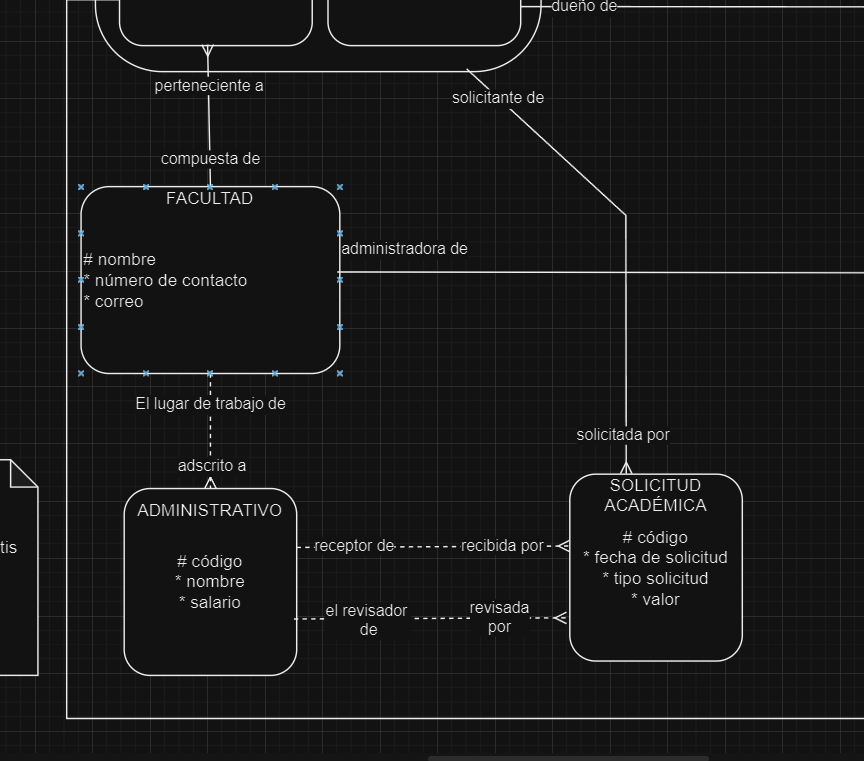 dueño de
perteneciente a
solicitante de
compuesta de
FACULTAD
# nombre
* número de contacto
* correo
administradora de
El lugar de trabajo de
adscrito a
solicitada por
ADMINISTRATIVO
# código
* nombre
* salario
receptor de
recibida por
el revisador
de
revisada
por
SOLICITUD
ACADÉMICA
# código
* fecha de solicitud
* tipo solicitud
* valor
tis